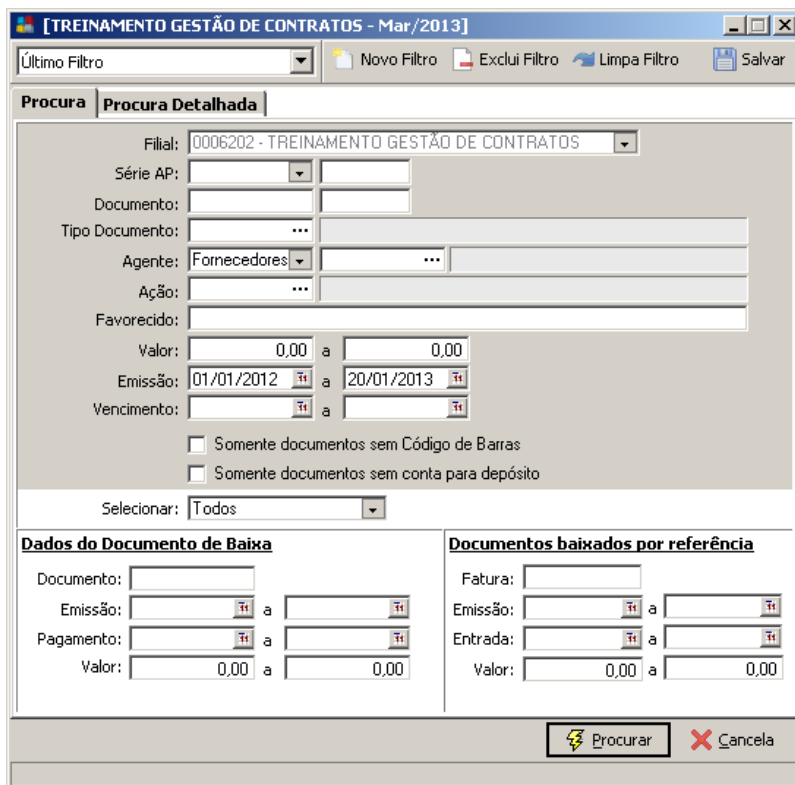 [TREINAMENTO GESTÃO DE CONTRATOS - Mar/2013]
Último Filtro Novo Filtro Exclui Filtro Limpa Filtro Salvar
Procura Procura Detalhada
Filial: 0006202 - TREINAMENTO GESTÃO DE CONTRATOS
Série AP:
Documento:
Tipo Documento: ...
Agente: Fornecedores ...
Ação: ...
Favorecido:
Valor: 0,00 a 0,00
Emissão: 01/01/2012 a 20/01/2013
Vencimento: a
Somente documentos sem Código de Barras
Somente documentos sem conta para depósito
Selecionar: Todos
Dados do Documento de Baixa
Documento:
Emissão: a
Pagamento: a
Valor: 0,00 a 0,00
Documentos baixados por referência
Fatura:
Emissão: a
Entrada: a
Valor: 0,00 a 0,00
Procurar Cancela